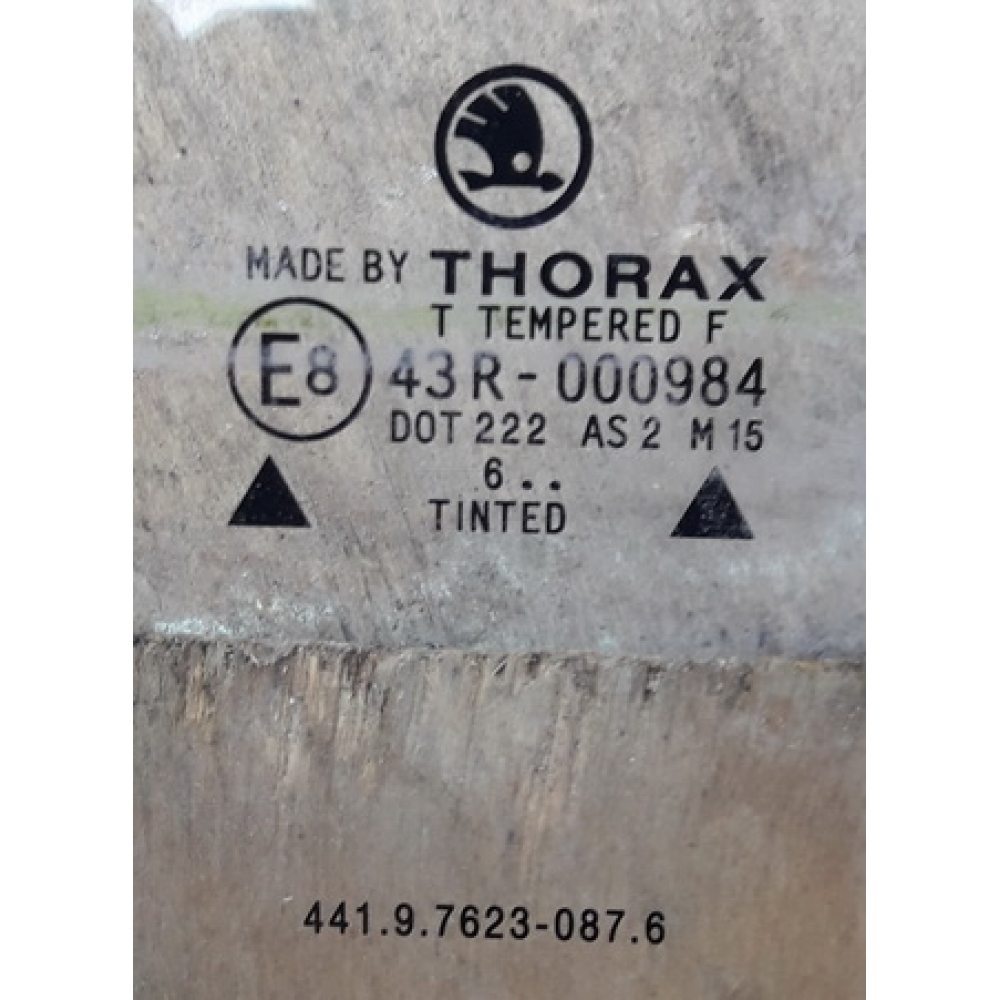 MADE BY THORAX
T TEMPERED F
E8 43R-000984
DOT 222 AS 2 M 15
6..
TINTED
441.9.7623-087.6